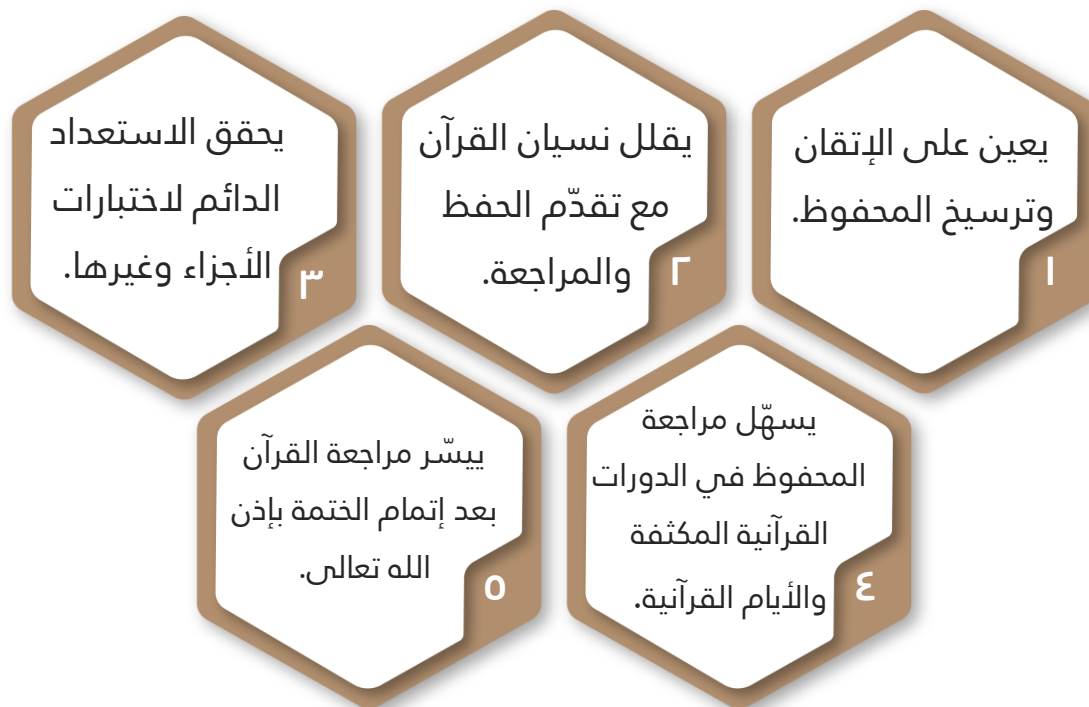 يعين على الإتقان
وترسيخ المحفوظ.
١
يقلل نسيان القرآن
مع تقدّم الحفظ
والمراجعة.
٢
يحقق الاستعداد
الدائم لاختبارات
الأجزاء وغيرها.
٣
يسهّل مراجعة
المحفوظ في الدورات
القرآنية المكثفة
والأيام القرآنية.
٤
ييسّر مراجعة القرآن
بعد إتمام الختمة بإذن
الله تعالى.
٥